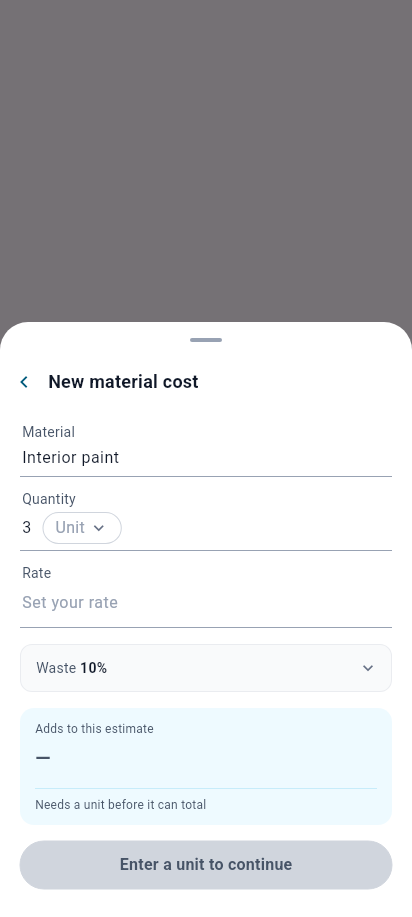 New material cost
Material
Interior paint
Quantity
3 Unit
Rate
Set your rate
Waste 10%
Adds to this estimate
—
Needs a unit before it can total
Enter a unit to continue